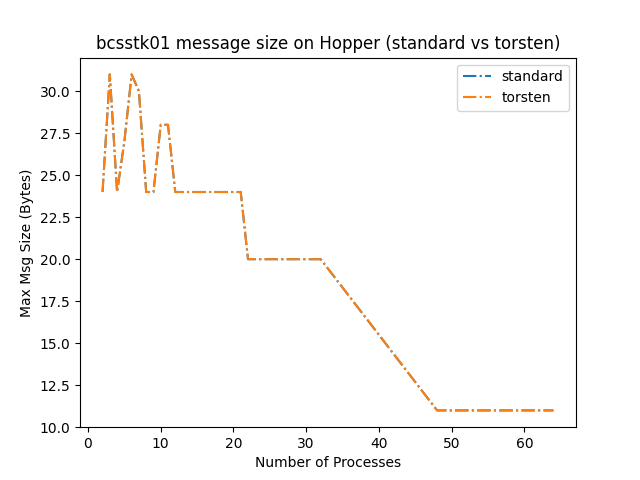 bcsstk01 message size on Hopper (standard vs torsten)
standard
torsten
Max Msg Size (Bytes)
30.0
27.5
25.0
22.5
20.0
17.5
15.0
12.5
10.0
0 10 20 30 40 50 60
Number of Processes